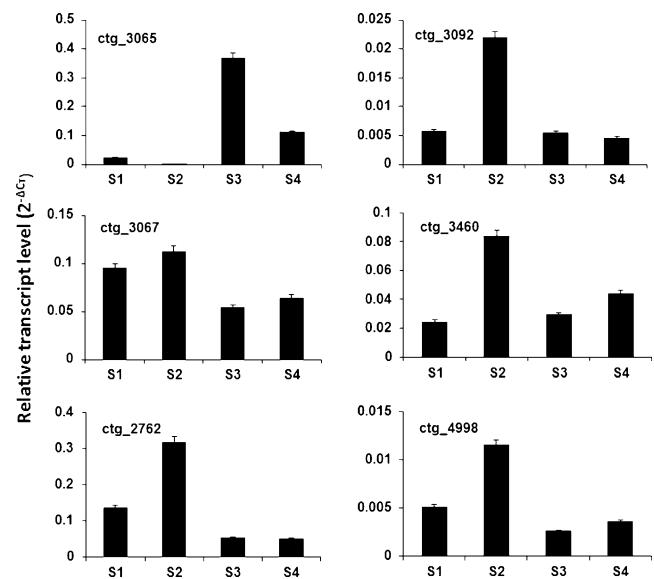 Relative transcript level (2^-ΔCT)
ctg_3065
0.5
0.4
0.3
0.2
0.1
0
S1 S2 S3 S4
ctg_3092
0.025
0.02
0.015
0.01
0.005
0
S1 S2 S3 S4
ctg_3067
0.15
0.1
0.05
0
S1 S2 S3 S4
ctg_3460
0.1
0.08
0.06
0.04
0.02
0
S1 S2 S3 S4
ctg_2762
0.4
0.3
0.2
0.1
0
S1 S2 S3 S4
ctg_4998
0.015
0.01
0.005
0
S1 S2 S3 S4